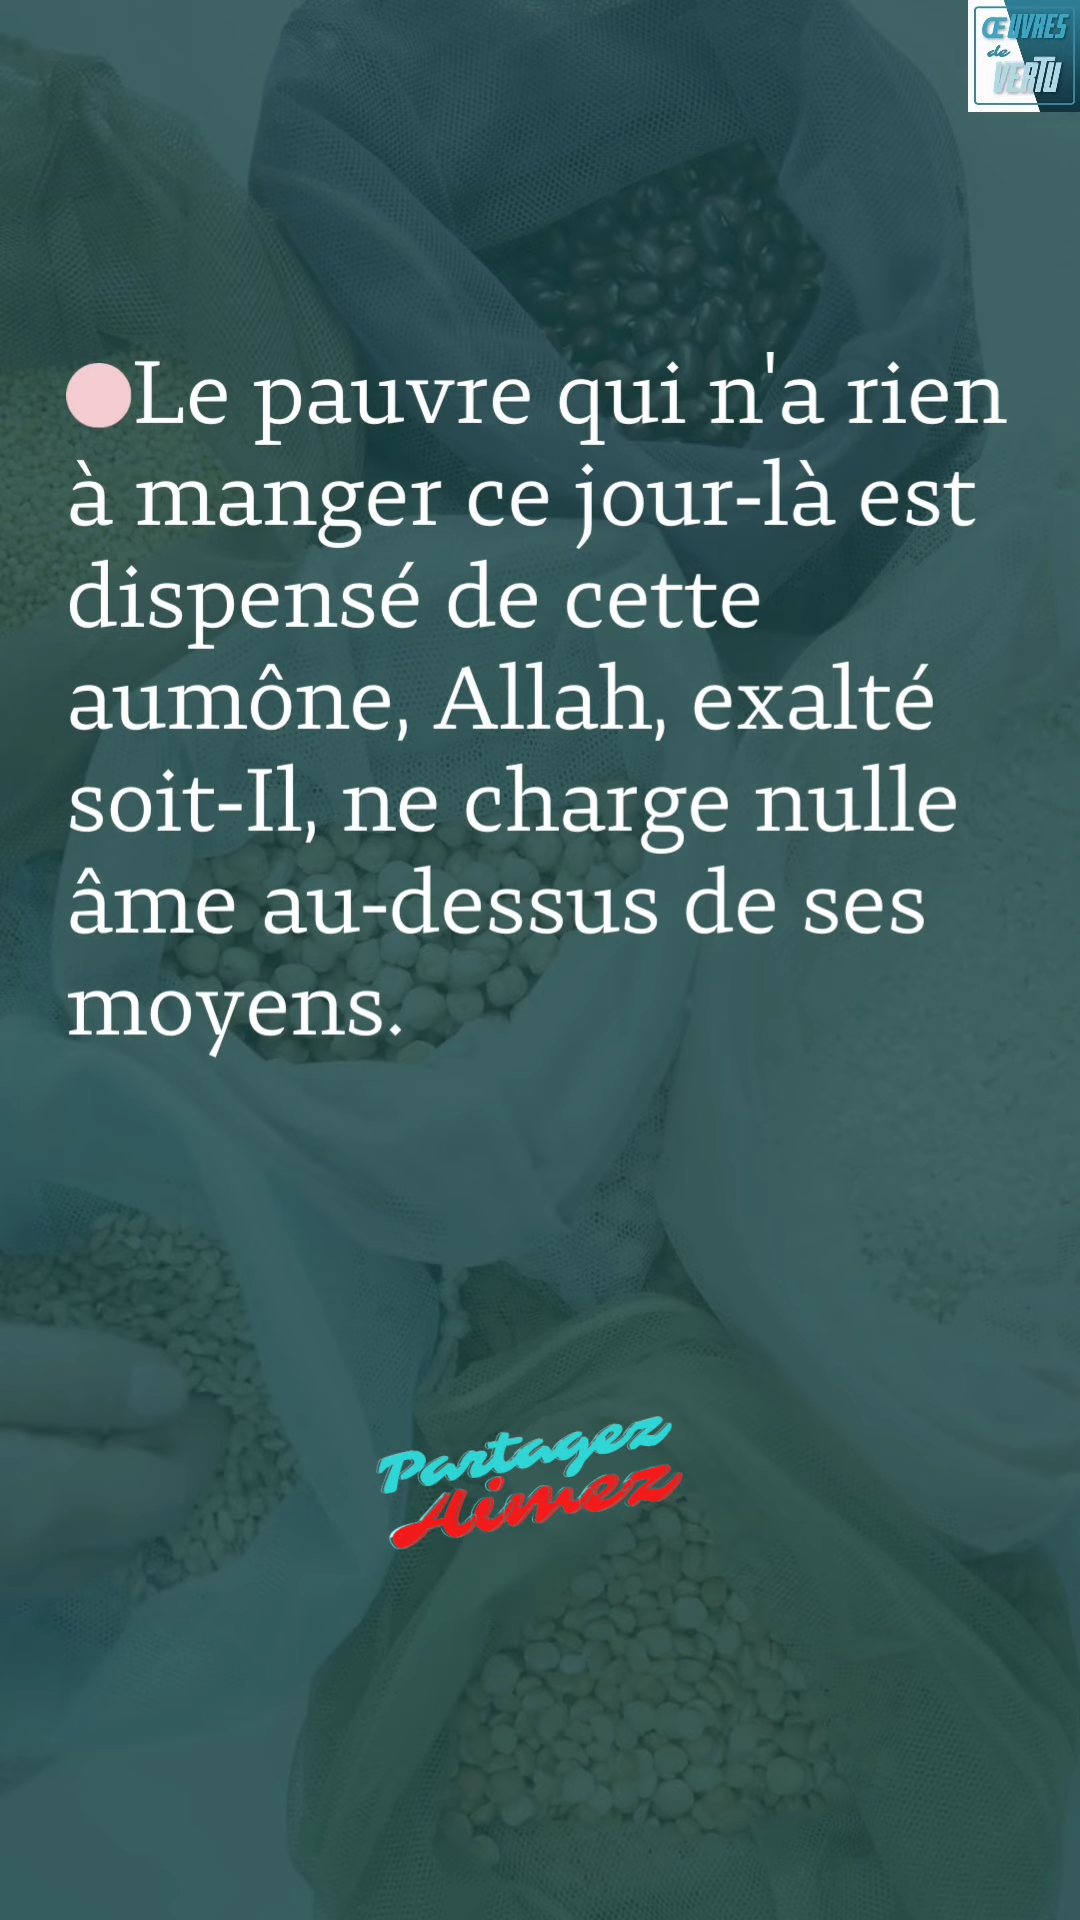 ŒUVRES
de
VERTU
Le pauvre qui n'a rien
à manger ce jour-là est
dispensé de cette
aumône, Allah, exalté
soit-Il, ne charge nulle
âme au-dessus de ses
moyens.
Partagez
Aimez